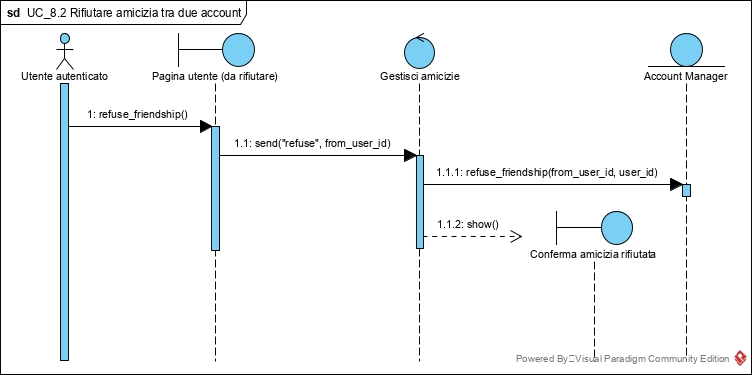 sd UC_8.2 Rifiutare amicizia tra due account
Utente autenticato
Pagina utente (da rifiutare)
Gestisci amicizie
Account Manager
1: refuse_friendship()
1.1: send("refuse", from_user_id)
1.1.1: refuse_friendship(from_user_id, user_id)
1.1.2: show()
Conferma amicizia rifiutata
Powered By Visual Paradigm Community Edition